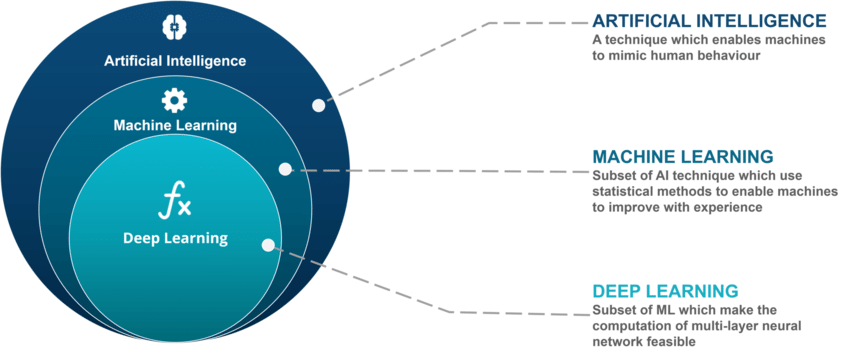 Artificial Intelligence
Machine Learning
fx
Deep Learning
ARTIFICIAL INTELLIGENCE
A technique which enables machines
to mimic human behaviour
MACHINE LEARNING
Subset of AI technique which use
statistical methods to enable machines
to improve with experience
DEEP LEARNING
Subset of ML which make the
computation of multi-layer neural
network feasible